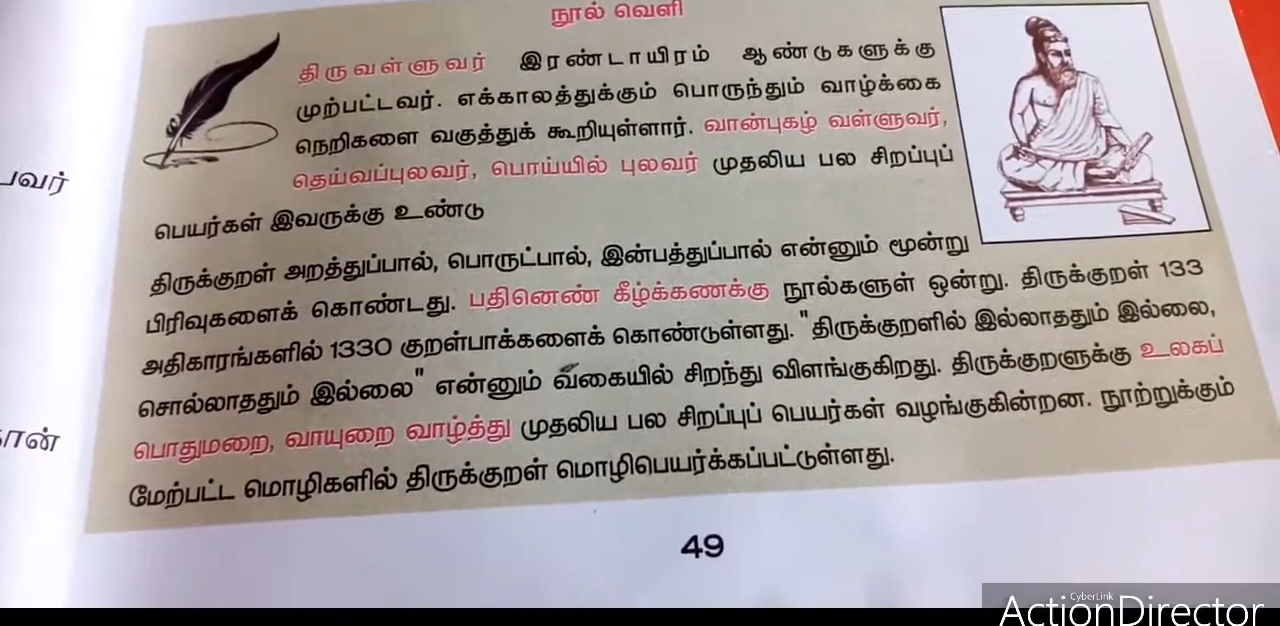 நூல் வெளி
திருவள்ளுவர் இரண்டாயிரம் ஆண்டுகளுக்கு
முற்பட்டவர். எக்காலத்துக்கும் பொருந்தும் வாழ்க்கை
நெறிகளை வகுத்துக் கூறியுள்ளார். வான்புகழ் வள்ளுவர்,
தெய்வப்புலவர், பொய்யில் புலவர் முதலிய பல சிறப்புப்
பெயர்கள் இவருக்கு உண்டு
திருக்குறள் அறத்துப்பால், பொருட்பால், இன்பத்துப்பால் என்னும் மூன்று
பிரிவுகளைக் கொண்டது. பதினெண் கீழ்க்கணக்கு நூல்களுள் ஒன்று. திருக்குறள் 133
அதிகாரங்களில் 1330 குறள்பாக்களைக் கொண்டுள்ளது. "திருக்குறளில் இல்லாததும் இல்லை,
சொல்லாததும் இல்லை" என்னும் வகையில் சிறந்து விளங்குகிறது. திருக்குறளுக்கு உலகப்
பொதுமறை, வாயுறை வாழ்த்து முதலிய பல சிறப்புப் பெயர்கள் வழங்குகின்றன. நூற்றுக்கும்
மேற்பட்ட மொழிகளில் திருக்குறள் மொழிபெயர்க்கப்பட்டுள்ளது.
49
CyberLink
ActionDirector